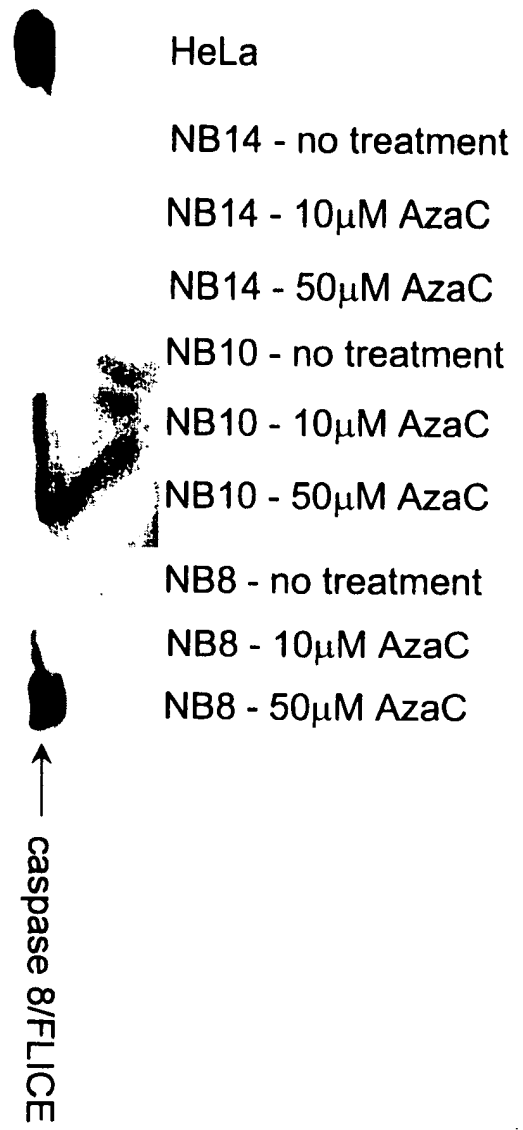 HeLa
NB14 - no treatment
NB14 - 10μM AzaC
NB14 - 50μM AzaC
NB10 - no treatment
NB10 - 10μM AzaC
NB10 - 50μM AzaC
NB8 - no treatment
NB8 - 10μM AzaC
NB8 - 50μM AzaC
caspase 8/FLICE